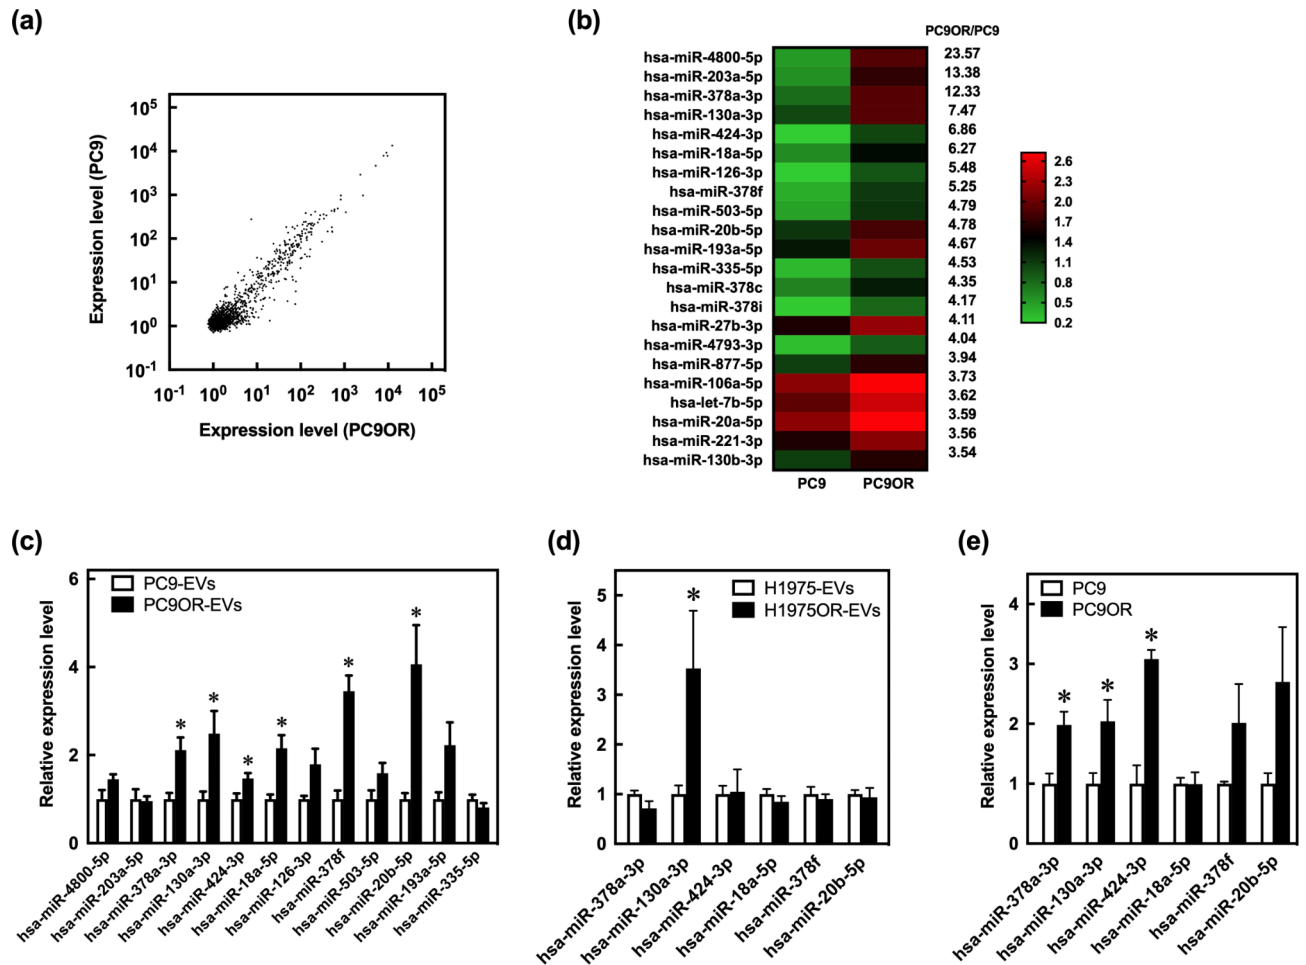 (a)
Expression level (PC9)
10^5
10^4
10^3
10^2
10^1
10^0
10^-1
10^-1 10^0 10^1 10^2 10^3 10^4 10^5
Expression level (PC9OR)
(b)
PC9OR/PC9
hsa-miR-4800-5p 23.57
hsa-miR-203a-5p 13.38
hsa-miR-378a-3p 12.33
hsa-miR-130a-3p 7.47
hsa-miR-424-3p 6.86
hsa-miR-18a-5p 6.27
hsa-miR-126-3p 5.48
hsa-miR-378f 5.25
hsa-miR-503-5p 4.79
hsa-miR-20b-5p 4.78
hsa-miR-193a-5p 4.67
hsa-miR-335-5p 4.53
hsa-miR-378c 4.35
hsa-miR-378i 4.17
hsa-miR-27b-3p 4.11
hsa-miR-4793-3p 4.04
hsa-miR-877-5p 3.94
hsa-miR-106a-5p 3.73
hsa-let-7b-5p 3.62
hsa-miR-20a-5p 3.59
hsa-miR-221-3p 3.56
hsa-miR-130b-3p 3.54
PC9 PC9OR
2.6
2.3
2.0
1.7
1.4
1.1
0.8
0.5
0.2
(c)
Relative expression level
6
4
2
0
PC9-EVs
PC9OR-EVs
* * * * * *
hsa-miR-4800-5p
hsa-miR-203a-5p
hsa-miR-378a-3p
hsa-miR-130a-3p
hsa-miR-424-3p
hsa-miR-18a-5p
hsa-miR-126-3p
hsa-miR-378f
hsa-miR-503-5p
hsa-miR-20b-5p
hsa-miR-193a-5p
hsa-miR-335-5p
(d)
Relative expression level
5
4
3
2
1
0
H1975-EVs
H1975OR-EVs
*
hsa-miR-378a-3p
hsa-miR-130a-3p
hsa-miR-424-3p
hsa-miR-18a-5p
hsa-miR-378f
hsa-miR-20b-5p
(e)
Relative expression level
4
3
2
1
0
PC9
PC9OR
* * *
hsa-miR-378a-3p
hsa-miR-130a-3p
hsa-miR-424-3p
hsa-miR-18a-5p
hsa-miR-378f
hsa-miR-20b-5p